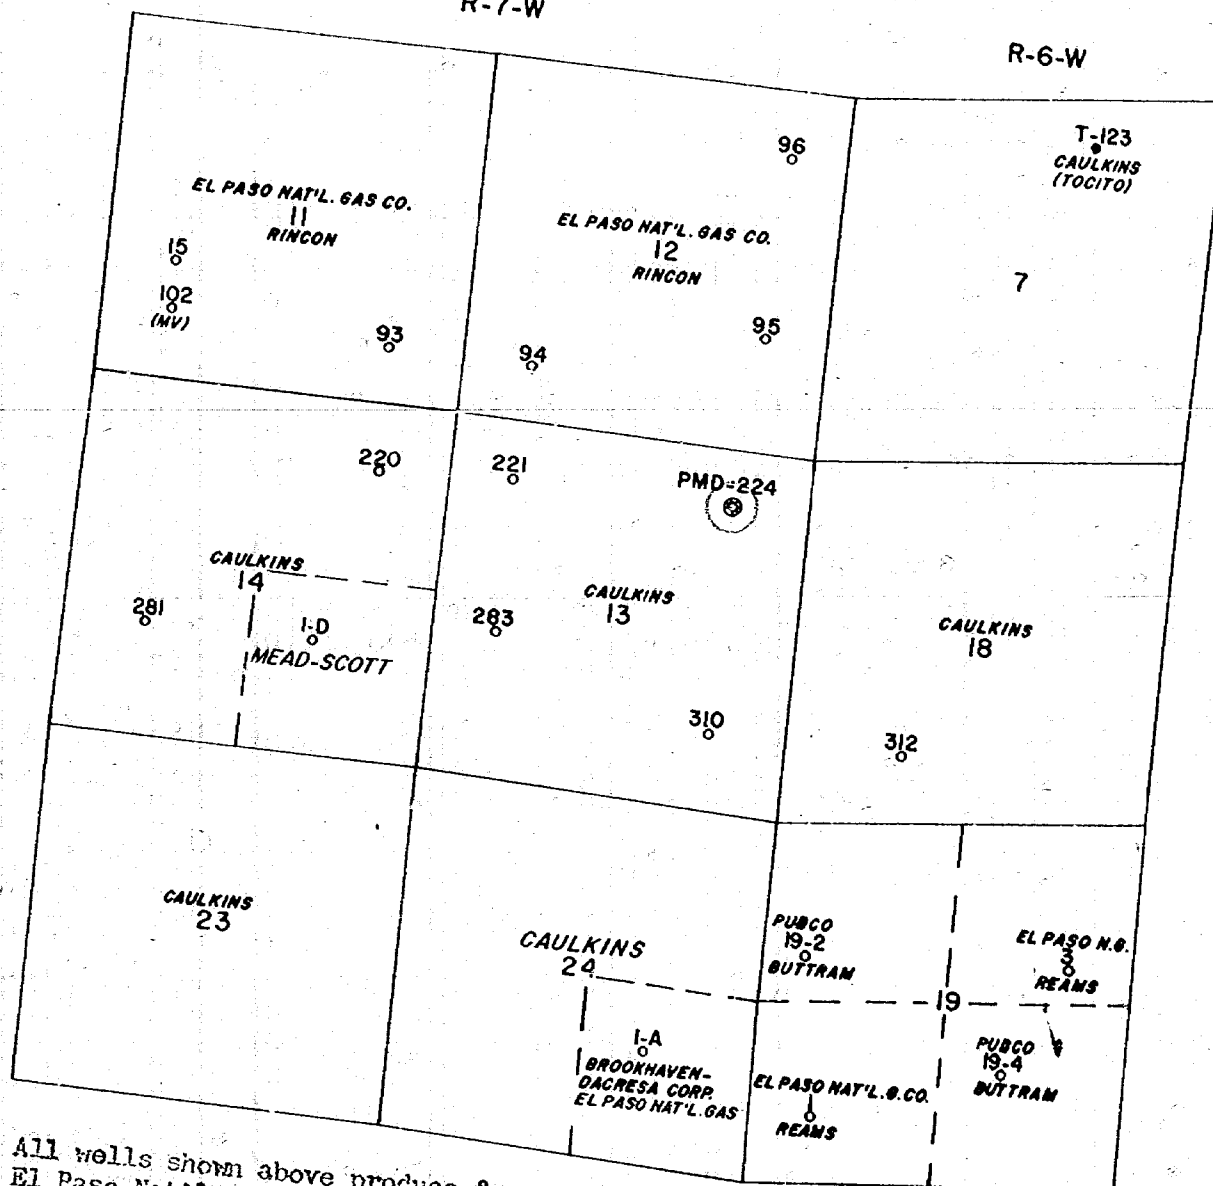 R-7-W
R-6-W
96
T-123
CAULKINS
(TOCITO)
EL PASO NAT'L. GAS CO.
11
RINCON
15
102
(MV)
93
EL PASO NAT'L. GAS CO.
12
RINCON
95
94
7
220
221
PMD-224
CAULKINS
14
281
1-D
MEAD-SCOTT
283
CAULKINS
13
310
CAULKINS
18
312
CAULKINS
23
CAULKINS
24
1-A
BROOKHAVEN-
DACRESA CORP.
EL PASO NAT'L. GAS
PUBCO
19-2
BUTTRAM
EL PASO N.G.
3
REAMS
19
EL PASO NAT'L. G. CO.
1
REAMS
PUBCO
19-4
BUTTRAM
All wells shown above produce
El Paso